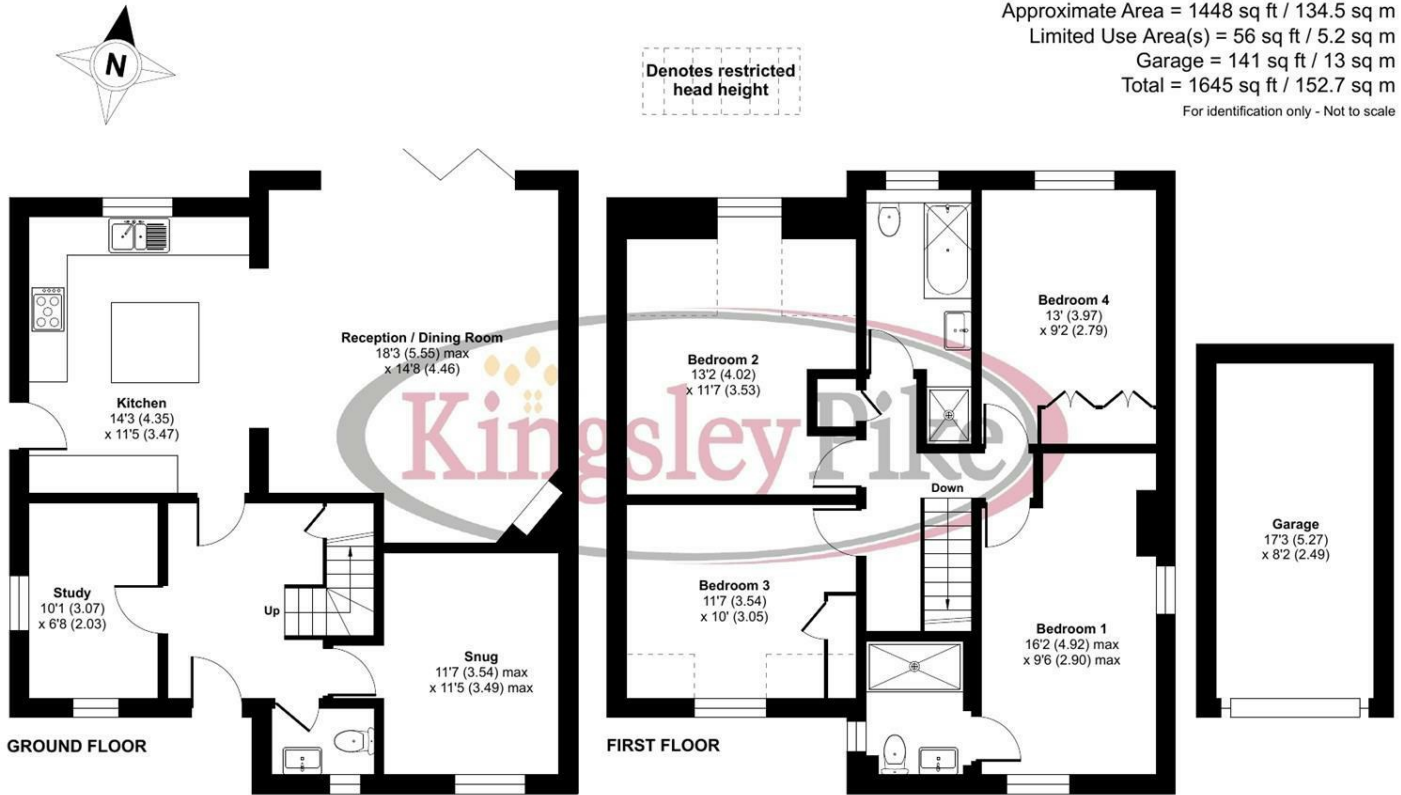 Approximate Area = 1448 sq ft / 134.5 sq m
Limited Use Area(s) = 56 sq ft / 5.2 sq m
Garage = 141 sq ft / 13 sq m
Total = 1645 sq ft / 152.7 sq m
For identification only - Not to scale
N
Denotes restricted
head height
Reception / Dining Room
18'3 (5.55) max
x 14'8 (4.46)
Kitchen
14'3 (4.35)
x 11'5 (3.47)
Study
10'1 (3.07)
x 6'8 (2.03)
Up
Snug
11'7 (3.54) max
x 11'5 (3.49) max
GROUND FLOOR
Bedroom 4
13' (3.97)
x 9'2 (2.79)
Bedroom 2
13'2 (4.02)
x 11'7 (3.53)
Kingsley Pike
Down
Bedroom 3
11'7 (3.54)
x 10' (3.05)
Bedroom 1
16'2 (4.92) max
x 9'6 (2.90) max
FIRST FLOOR
Garage
17'3 (5.27)
x 8'2 (2.49)